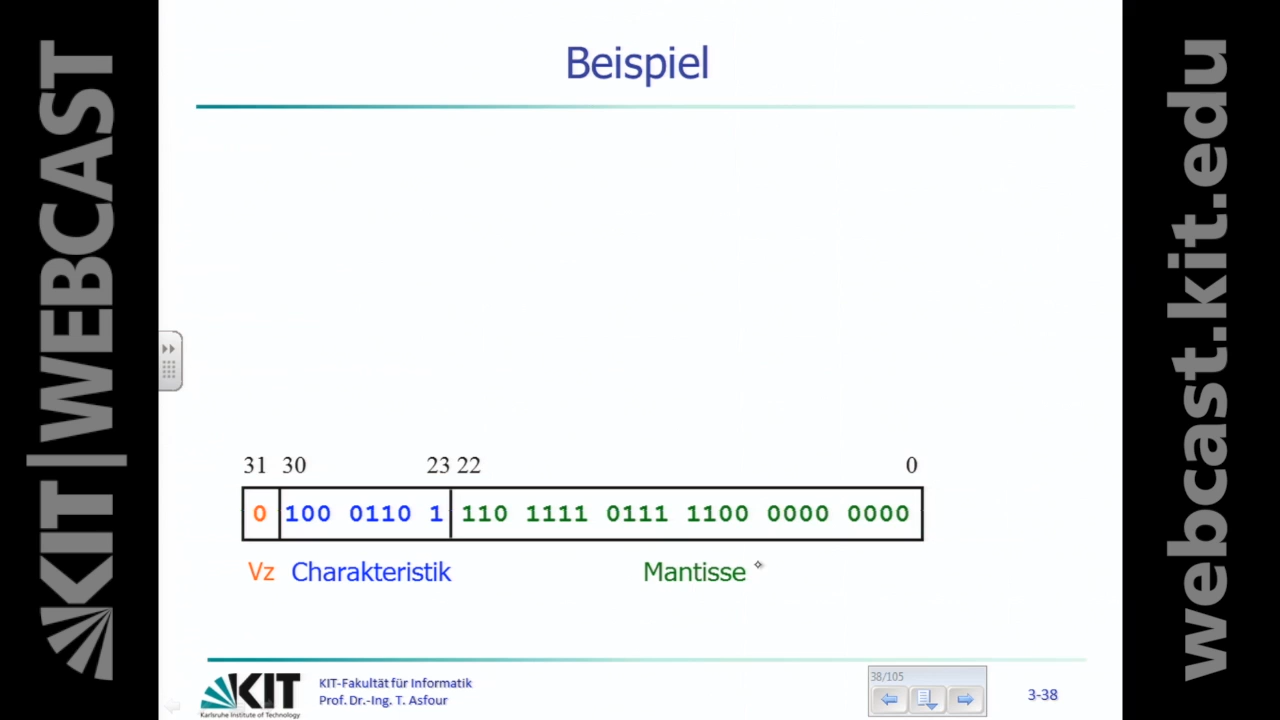 KIT|WEBCAST
Beispiel
31 30 23 22 0
0 100 0110 1 110 1111 0111 1100 0000 0000
Vz Charakteristik Mantisse
KIT
Karlsruhe Institute of Technology
KIT-Fakultät für Informatik
Prof. Dr.-Ing. T. Asfour
38/105
3-38
webcast.kit.edu